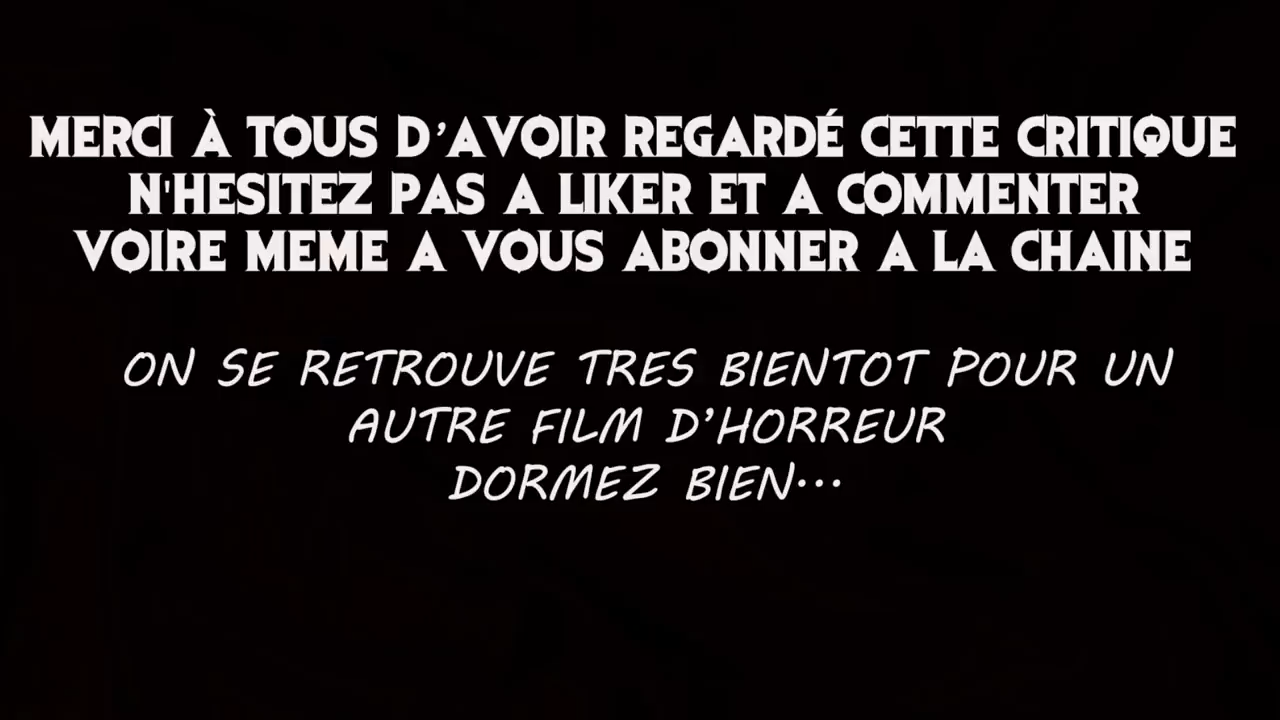 MERCI À TOUS D'AVOIR REGARDÉ CETTE CRITIQUE
N'HESITEZ PAS A LIKER ET A COMMENTER
VOIRE MEME A VOUS ABONNER A LA CHAINE
ON SE RETROUVE TRES BIENTOT POUR UN
AUTRE FILM D'HORREUR
DORMEZ BIEN...